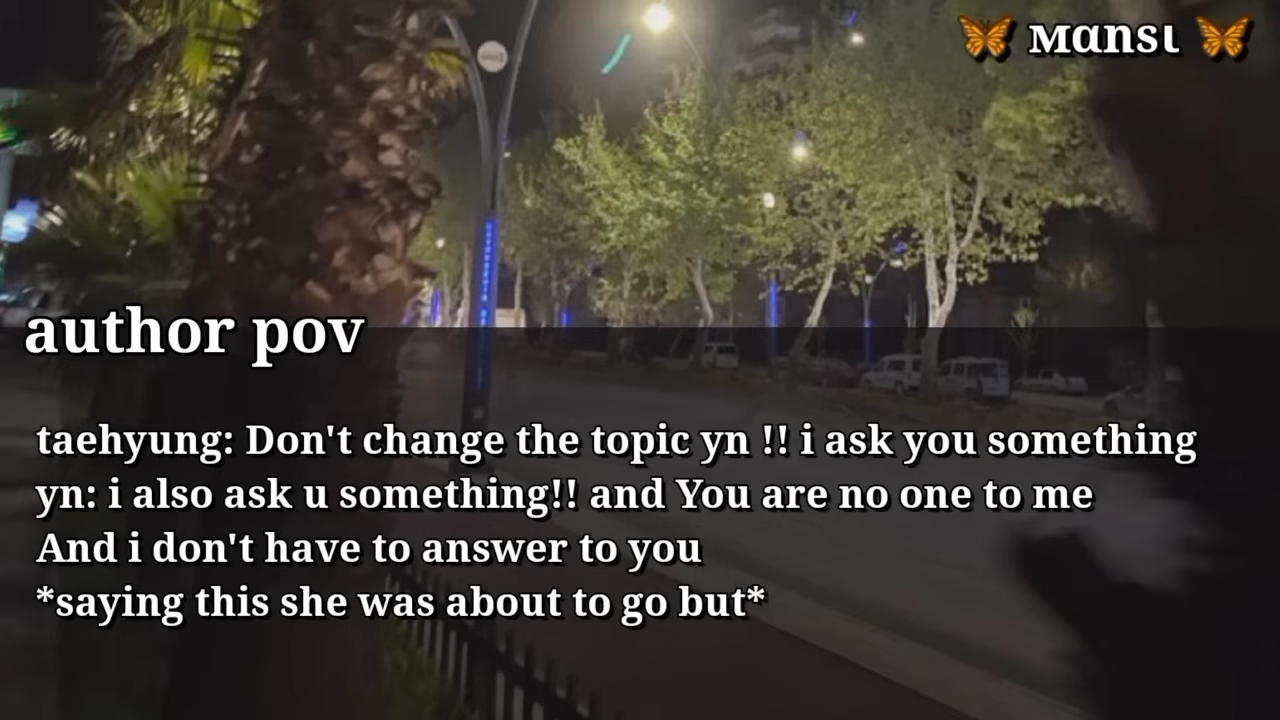 🦋 ᴍɑnsɩ 🦋
author pov
taehyung: Don't change the topic yn !! i ask you something
yn: i also ask u something!! and You are no one to me
And i don't have to answer to you
*saying this she was about to go but*